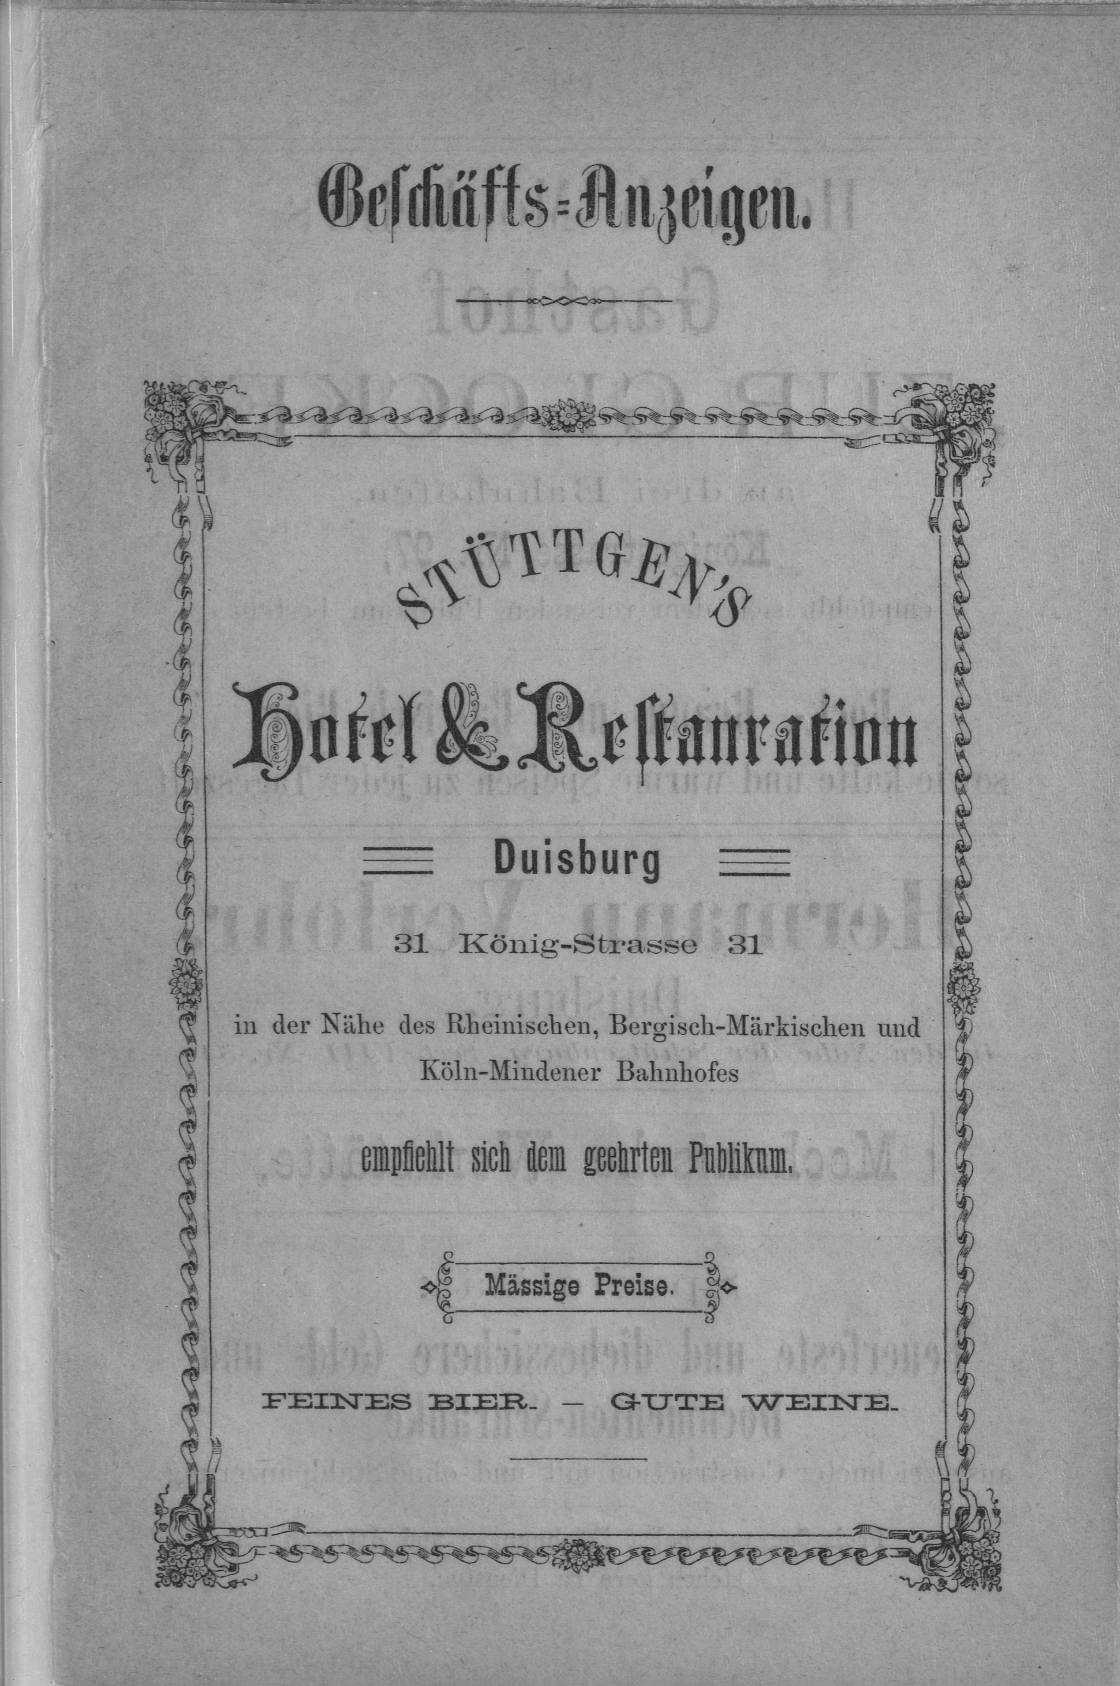 Geschäfts-Anzeigen.
STÜTTGEN'S
Hotel & Restauration
Duisburg
31 König-Strasse 31
in der Nähe des Rheinischen, Bergisch-Märkischen und
Köln-Mindener Bahnhofes
empfiehlt sich dem geehrten Publikum.
Mässige Preise.
FEINES BIER. — GUTE WEINE.